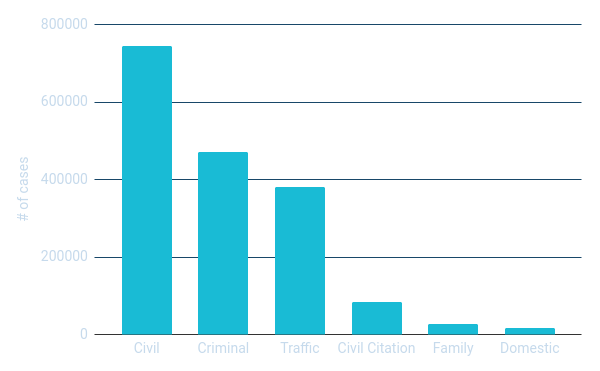 800000
600000
400000
200000
0
# of cases
Civil
Criminal
Traffic
Civil Citation
Family
Domestic